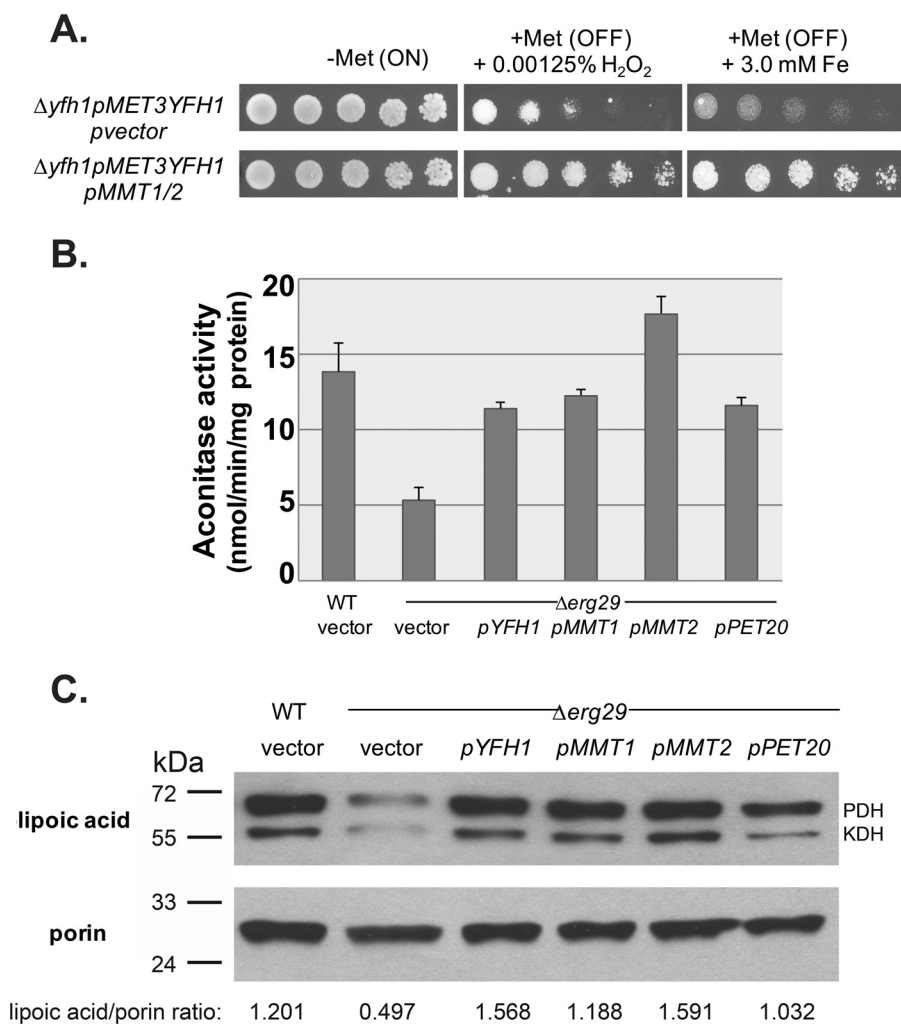 A.
-Met (ON)
+Met (OFF)
+ 0.00125% H₂O₂
+Met (OFF)
+ 3.0 mM Fe
Δyfh1pMET3YFH1
pvector
Δyfh1pMET3YFH1
pMMT1/2
B.
Aconitase activity
(nmol/min/mg protein)
20
15
10
5
0
WT
vector
Δerg29
vector pYFH1 pMMT1 pMMT2 pPET20
C.
WT Δerg29
vector vector pYFH1 pMMT1 pMMT2 pPET20
kDa
72
lipoic acid
55
PDH
KDH
33
porin
24
lipoic acid/porin ratio: 1.201 0.497 1.568 1.188 1.591 1.032